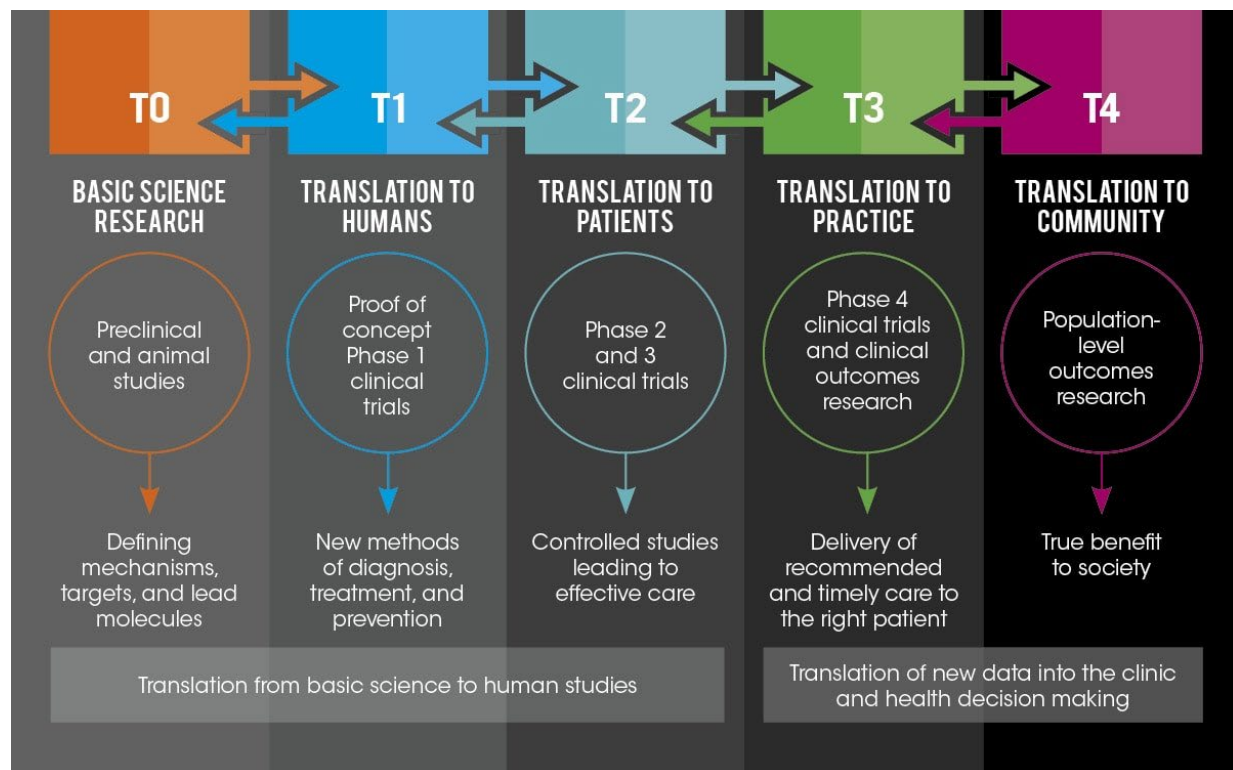 T0
T1
T2
T3
T4
BASIC SCIENCE
RESEARCH
TRANSLATION TO
HUMANS
TRANSLATION TO
PATIENTS
TRANSLATION TO
PRACTICE
TRANSLATION TO
COMMUNITY
Preclinical
and animal
studies
Proof of
concept
Phase 1
clinical
trials
Phase 2
and 3
clinical trials
Phase 4
clinical trials
and clinical
outcomes
research
Population-
level
outcomes
research
Defining
mechanisms,
targets, and lead
molecules
New methods
of diagnosis,
treatment, and
prevention
Controlled studies
leading to
effective care
Delivery of
recommended
and timely care to
the right patient
True benefit
to society
Translation from basic science to human studies
Translation of new data into the clinic
and health decision making